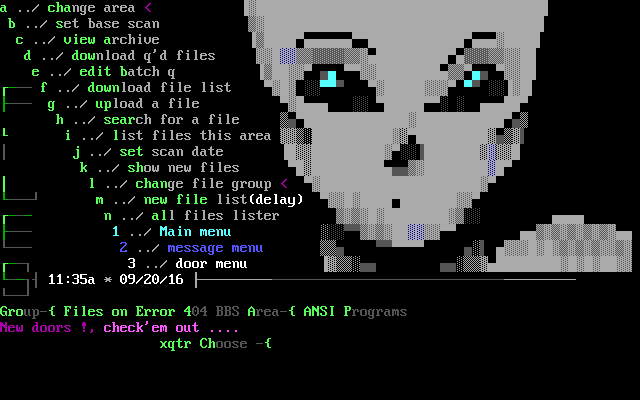 a ../ change area <
b ../ set base scan
c ../ view archive
d ../ download q'd files
e ../ edit batch q
f ../ download file list
g ../ upload a file
h ../ search for a file
i ../ list files this area
j ../ set scan date
k ../ show new files
l ../ change file group <
m ../ new file list(delay)
n ../ all files lister
1 ../ Main menu
2 ../ message menu
3 ../ door menu
11:35a * 09/20/16
Group-{ Files on Error 404 BBS Area-{ ANSI Programs
New doors !, check'em out ....
xqtr Choose -{